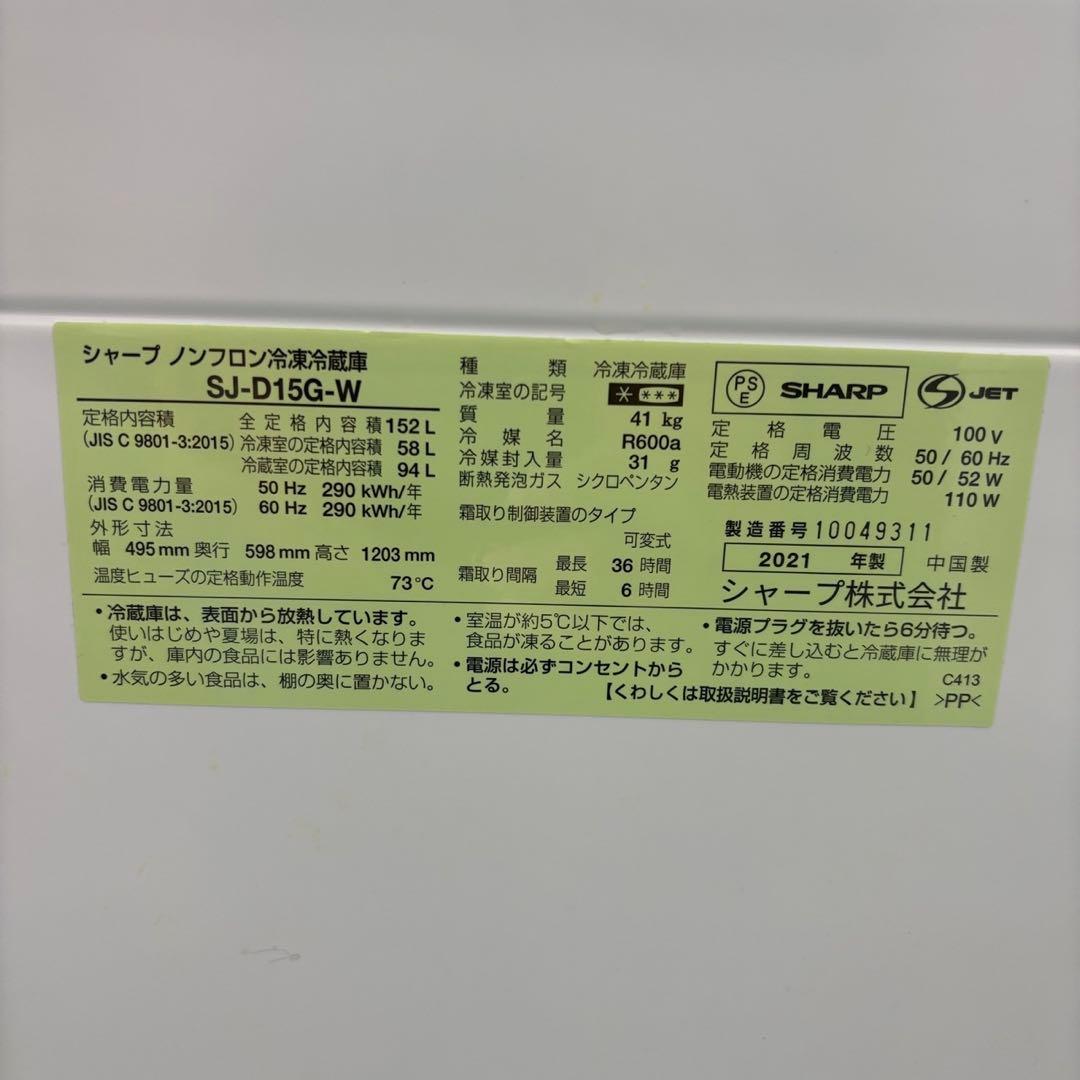 シャープ ノンフロン冷凍冷蔵庫
SJ-D15G-W
定格内容積 全定格内容積 152 L
(JIS C 9801-3:2015) 冷凍室の定格内容積 58 L
冷蔵室の定格内容積 94 L
消費電力量 50 Hz 290 kWh/年
(JIS C 9801-3:2015) 60 Hz 290 kWh/年
外形寸法
幅 495 mm 奥行 598 mm 高さ 1203 mm
温度ヒューズの定格動作温度 73℃
種類 冷凍冷蔵庫
冷凍室の記号 * ***
質量 41 kg
冷媒名 R600a
冷媒封入量 31 g
断熱発泡ガス シクロペンタン
霜取り制御装置のタイプ
可変式
霜取り間隔 最長 36 時間
最短 6 時間
PSE SHARP JET
定格電圧 100 V
定格周波数 50 / 60 Hz
電動機の定格消費電力 50 / 52 W
電熱装置の定格消費電力 110 W
製造番号 10049311
2021 年製 中国製
シャープ株式会社
・冷蔵庫は、表面から放熱しています。
使いはじめや夏場は、特に熱くなりま
すが、庫内の食品には影響ありません。
・水気の多い食品は、棚の奥に置かない。
・室温が約5℃以下では、
食品が凍ることがあります。
・電源は必ずコンセントから
とる。
・電源プラグを抜いたら6分待つ。
すぐに差し込むと冷蔵庫に無理が
かかります。 C413
【くわしくは取扱説明書をご覧ください】 >PP<